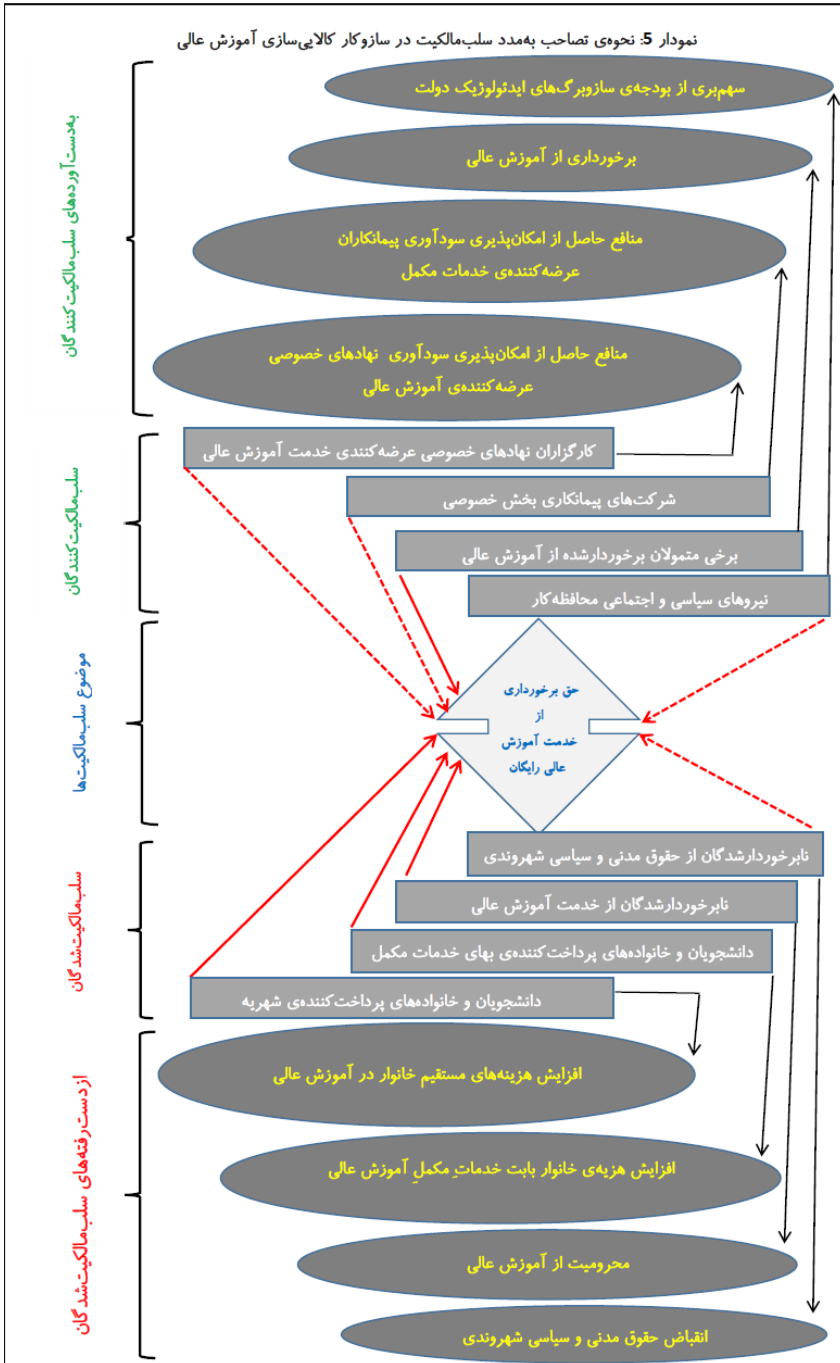 نمودار 5: نحوه‌ی تصاحب به‌مدد سلب‌مالکیت در سازوکار کالایی‌سازی آموزش عالی
به‌دست‌آورده‌های سلب‌مالکیت‌کنندگان
سهم‌بری از بودجه‌ی سازوبرگ‌های ایدئولوژیک دولت
برخورداری از آموزش عالی
منافع حاصل از امکان‌پذیری سودآوری پیمانکاران
عرضه‌کننده‌ی خدمات مکمل
منافع حاصل از امکان‌پذیری سودآوری نهادهای خصوصی
عرضه‌کننده‌ی آموزش عالی
سلب‌مالکیت‌کنندگان
کارگزاران نهادهای خصوصی عرضه‌کنندی خدمت آموزش عالی
شرکت‌های پیمانکاری بخش خصوصی
برخی متمولان برخوردارشده از آموزش عالی
نیروهای سیاسی و اجتماعی محافظه‌کار
موضوع سلب‌مالکیت‌ها
حق برخورداری
از
خدمت آموزش
عالی رایگان
سلب‌مالکیت‌شدگان
نابرخوردارشدگان از حقوق مدنی و سیاسی شهروندی
نابرخوردارشدگان از خدمت آموزش عالی
دانشجویان و خانواده‌های پرداخت‌کننده‌ی بهای خدمات مکمل
دانشجویان و خانواده‌های پرداخت‌کننده‌ی شهریه
ازدست‌رفته‌های سلب‌مالکیت‌شدگان
افزایش هزینه‌های مستقیم خانوار در آموزش عالی
افزایش هزیه‌ی خانوار بابت خدماتِ مکملِ آموزش عالی
محرومیت از آموزش عالی
انقباض حقوق مدنی و سیاسی شهروندی